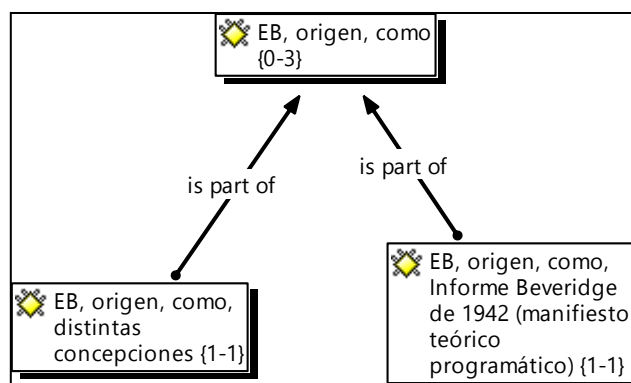 EB, origen, como
{0-3}
is part of
is part of
EB, origen, como,
distintas
concepciones {1-1}
EB, origen, como,
Informe Beveridge
de 1942 (manifiesto
teórico
programático) {1-1}